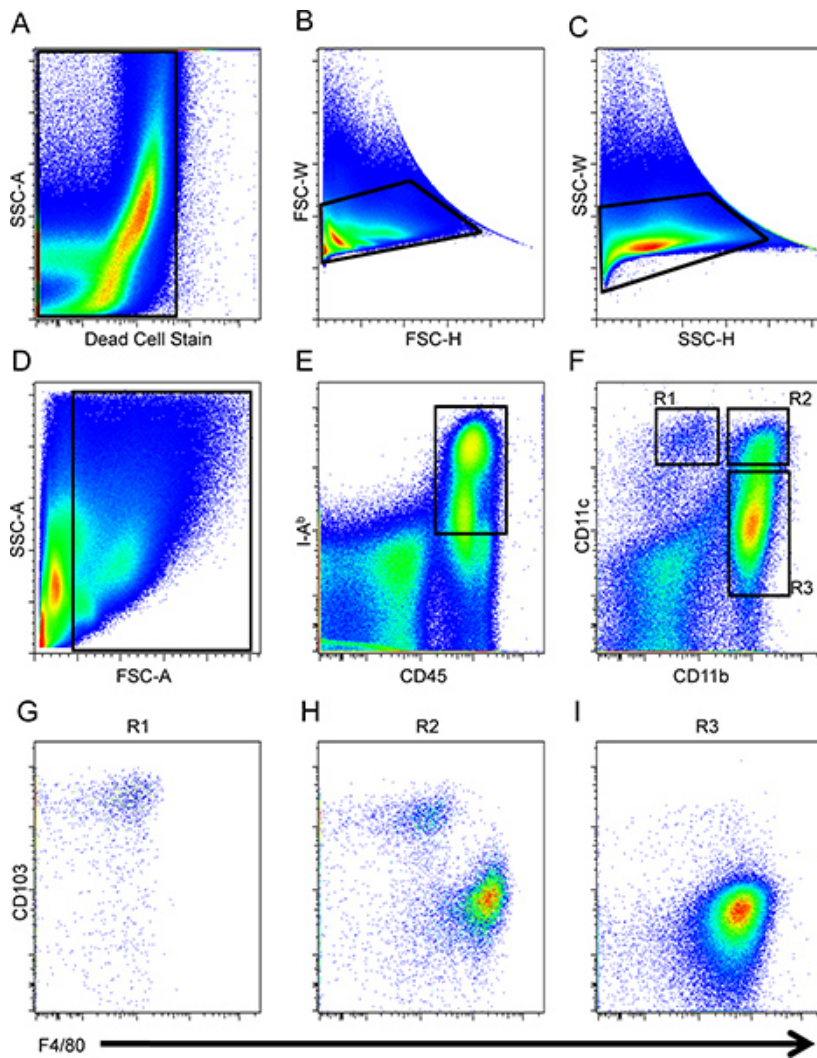 A
SSC-A
Dead Cell Stain
B
FSC-W
FSC-H
C
SSC-W
SSC-H
D
SSC-A
FSC-A
E
I-Aᵇ
CD45
F
R1
R2
CD11c
R3
CD11b
G
R1
CD103
H
R2
I
R3
F4/80